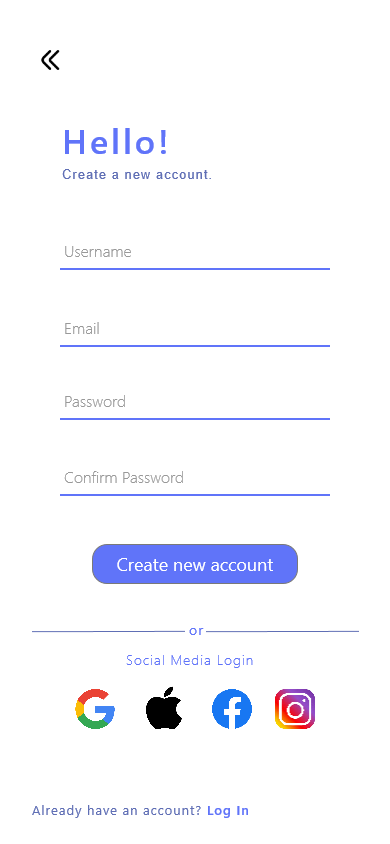 Hello!
Create a new account.
Username
Email
Password
Confirm Password
Create new account
or
Social Media Login
Already have an account? Log In